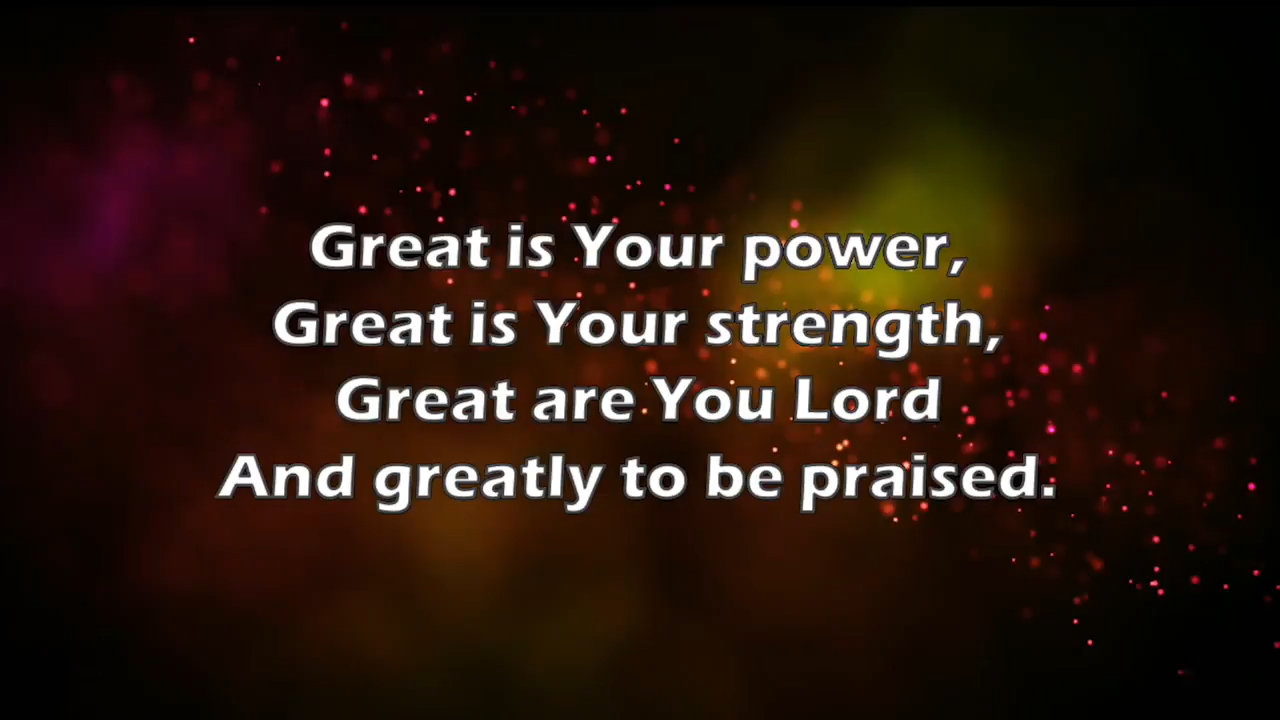 Great is Your power,
Great is Your strength,
Great are You Lord
And greatly to be praised.